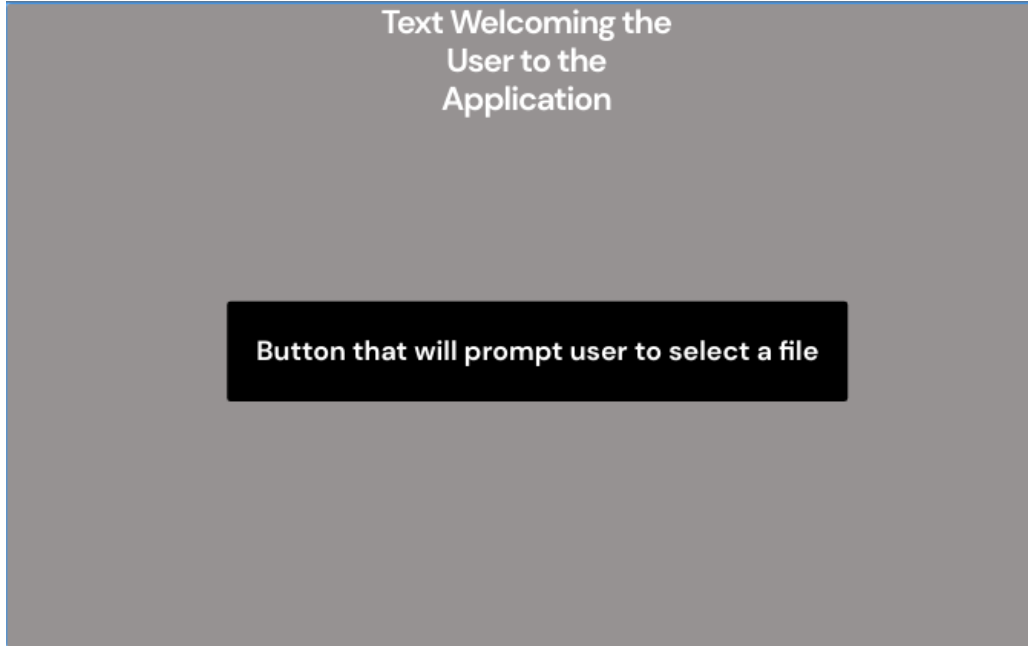 Text Welcoming the
User to the
Application
Button that will prompt user to select a file